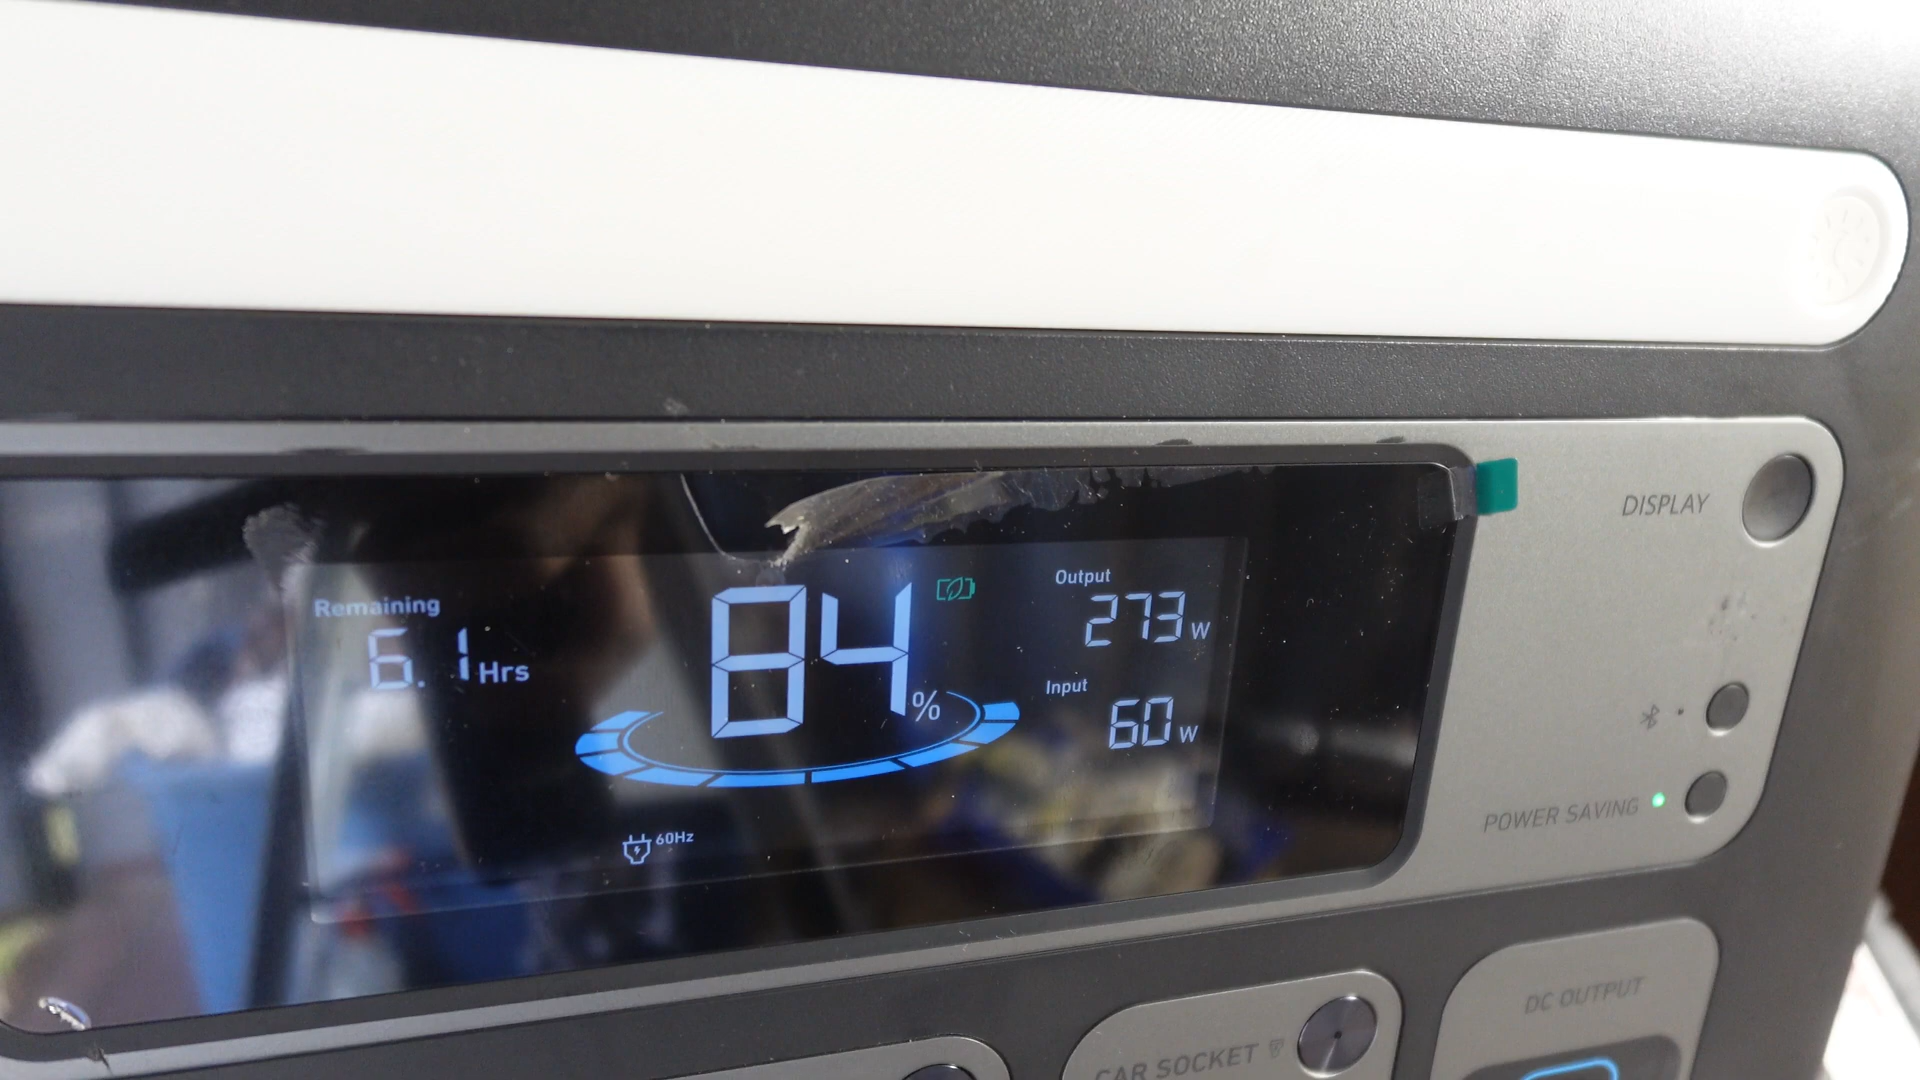 Remaining
6.1 Hrs
84%
Output
273 W
Input
60 W
60Hz
DISPLAY
POWER SAVING
CAR SOCKET
DC OUTPUT